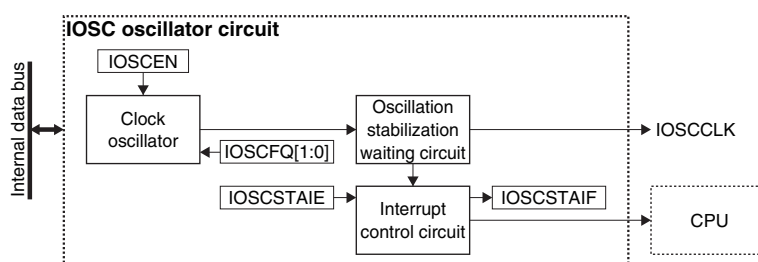 IOSC oscillator circuit
Internal data bus
IOSCEN
Clock
oscillator
IOSCFQ[1:0]
Oscillation
stabilization
waiting circuit
IOSCCLK
IOSCSTAIE
Interrupt
control circuit
IOSCSTAIF
CPU